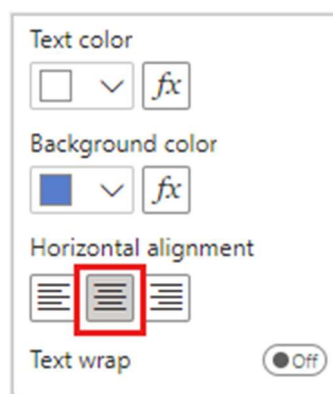 Text color
fx
Background color
fx
Horizontal alignment
Text wrap Off